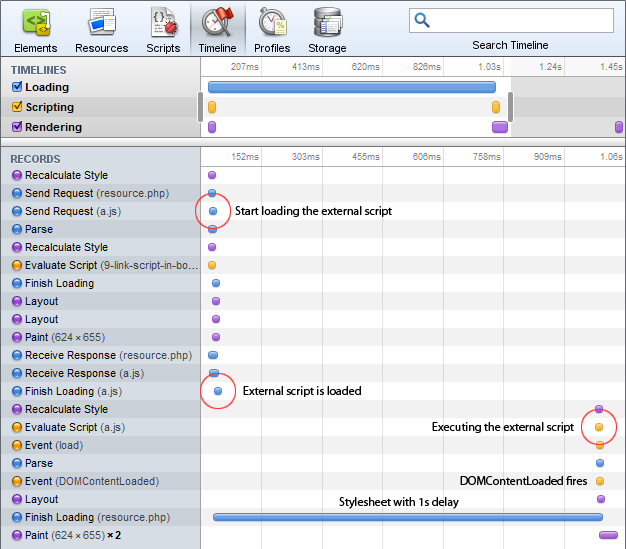 Elements Resources Scripts Timeline Profiles Storage Search Timeline
TIMELINES 207ms 413ms 620ms 826ms 1.03s 1.24s 1.45s
Loading
Scripting
Rendering
RECORDS 152ms 303ms 455ms 606ms 758ms 909ms 1.06s
Recalculate Style
Send Request (resource.php)
Send Request (a.js) Start loading the external script
Parse
Recalculate Style
Evaluate Script (9-link-script-in-bo...
Finish Loading
Layout
Layout
Paint (624 × 655)
Receive Response (resource.php)
Receive Response (a.js)
Finish Loading (a.js) External script is loaded
Recalculate Style
Evaluate Script (a.js) Executing the external script
Event (load)
Parse
Event (DOMContentLoaded) DOMContentLoaded fires
Layout Stylesheet with 1s delay
Finish Loading (resource.php)
Paint (624 × 655) × 2